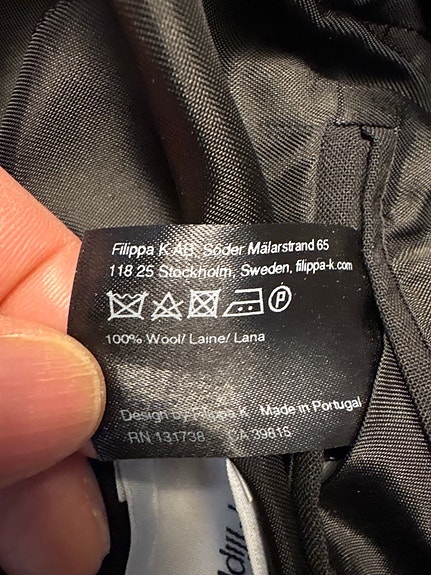 Filippa K AB, Söder Mälarstrand 65
118 25 Stockholm, Sweden, filippa-k.com
P
100% Wool/ Laine/ Lana
Design by Filippa K Made in Portugal
RN 131738 CA 39815